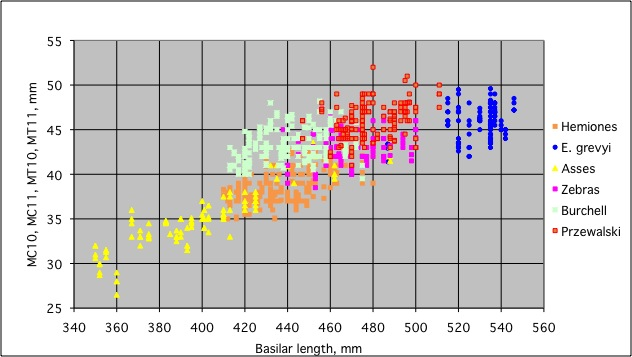 MC10, MC11, MT10, MT11, mm
55
50
45
40
35
30
25
340 360 380 400 420 440 460 480 500 520 540 560
Basilar length, mm
Hemiones
E. grevyi
Asses
Zebras
Burchell
Przewalski